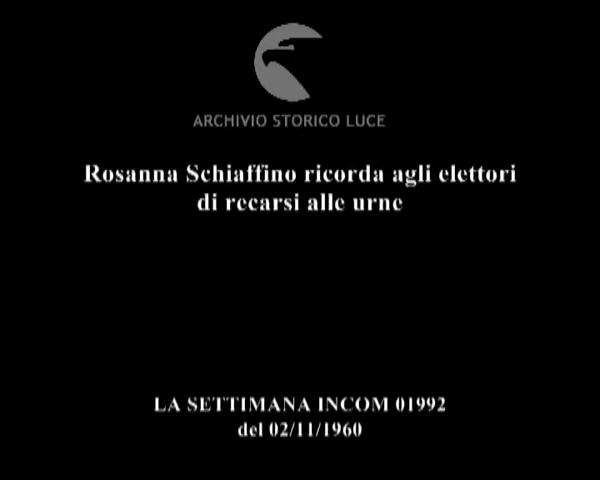 ARCHIVIO STORICO LUCE
Rosanna Schiaffino ricorda agli elettori
di recarsi alle urne
LA SETTIMANA INCOM 01992
del 02/11/1960